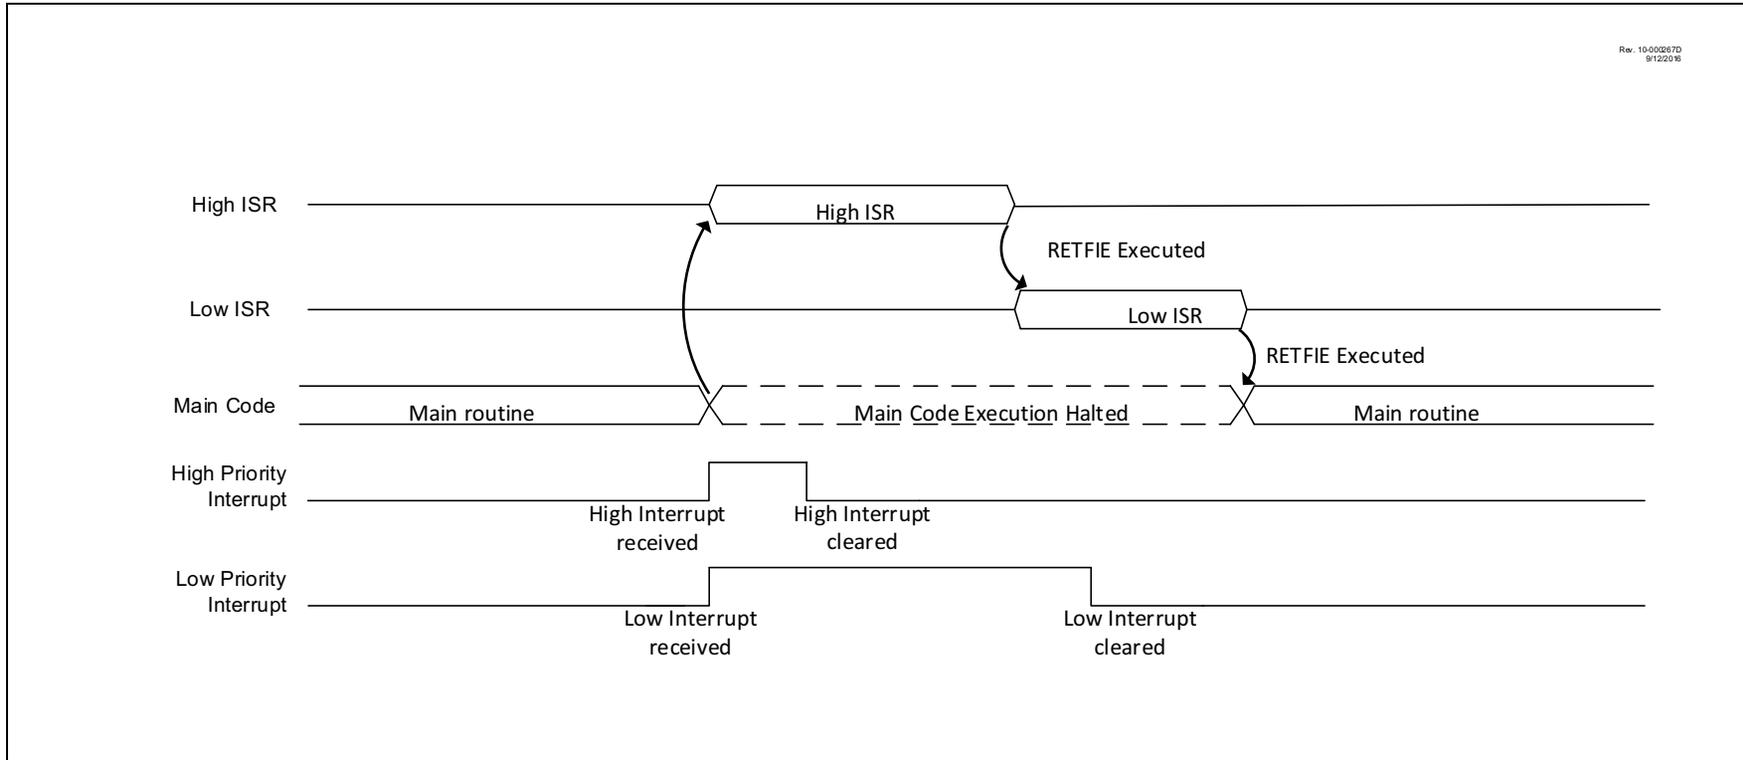 Rev. 10-000267D
9/12/2016
High ISR
High ISR
RETFIE Executed
Low ISR
Low ISR
RETFIE Executed
Main Code
Main routine
Main Code Execution Halted
Main routine
High Priority
Interrupt
High Interrupt
received
High Interrupt
cleared
Low Priority
Interrupt
Low Interrupt
received
Low Interrupt
cleared